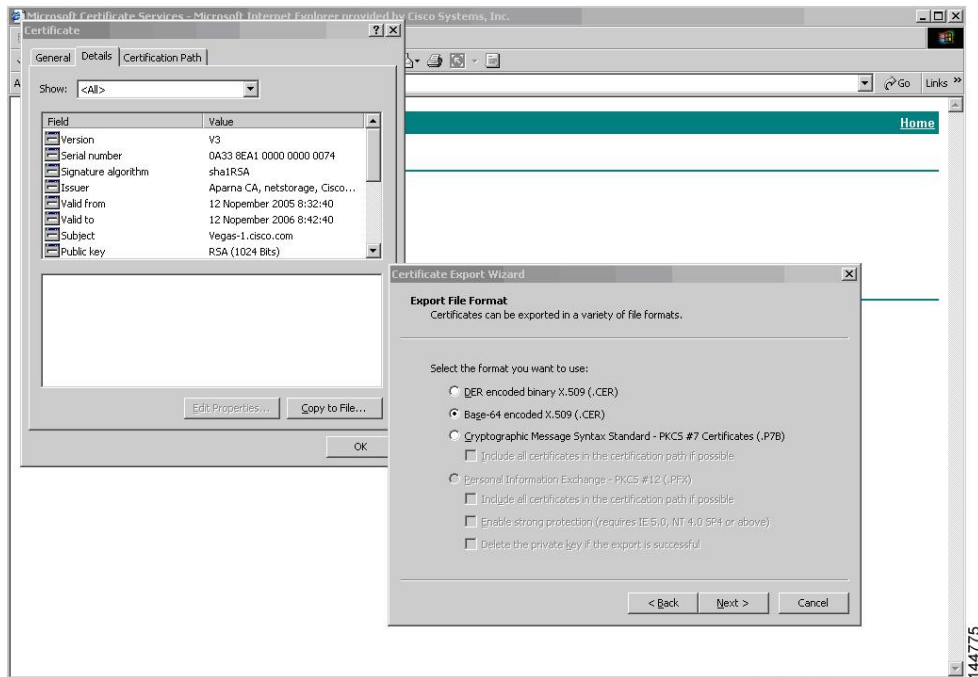 Microsoft Certificate Services - Microsoft Internet Explorer provided by Cisco Systems, Inc.
Certificate
General Details Certification Path
Show: <All>
Field Value
Version V3
Serial number 0A33 8EA1 0000 0000 0074
Signature algorithm sha1RSA
Issuer Aparna CA, netstorage, Cisco...
Valid from 12 Nopember 2005 8:32:40
Valid to 12 Nopember 2006 8:42:40
Subject Vegas-1.cisco.com
Public key RSA (1024 Bits)
Edit Properties... Copy to File...
OK
Go Links »
Home
Certificate Export Wizard
Export File Format
Certificates can be exported in a variety of file formats.
Select the format you want to use:
DER encoded binary X.509 (.CER)
Base-64 encoded X.509 (.CER)
Cryptographic Message Syntax Standard - PKCS #7 Certificates (.P7B)
Include all certificates in the certification path if possible
Personal Information Exchange - PKCS #12 (.PFX)
Include all certificates in the certification path if possible
Enable strong protection (requires IE 5.0, NT 4.0 SP4 or above)
Delete the private key if the export is successful
< Back Next > Cancel
144775